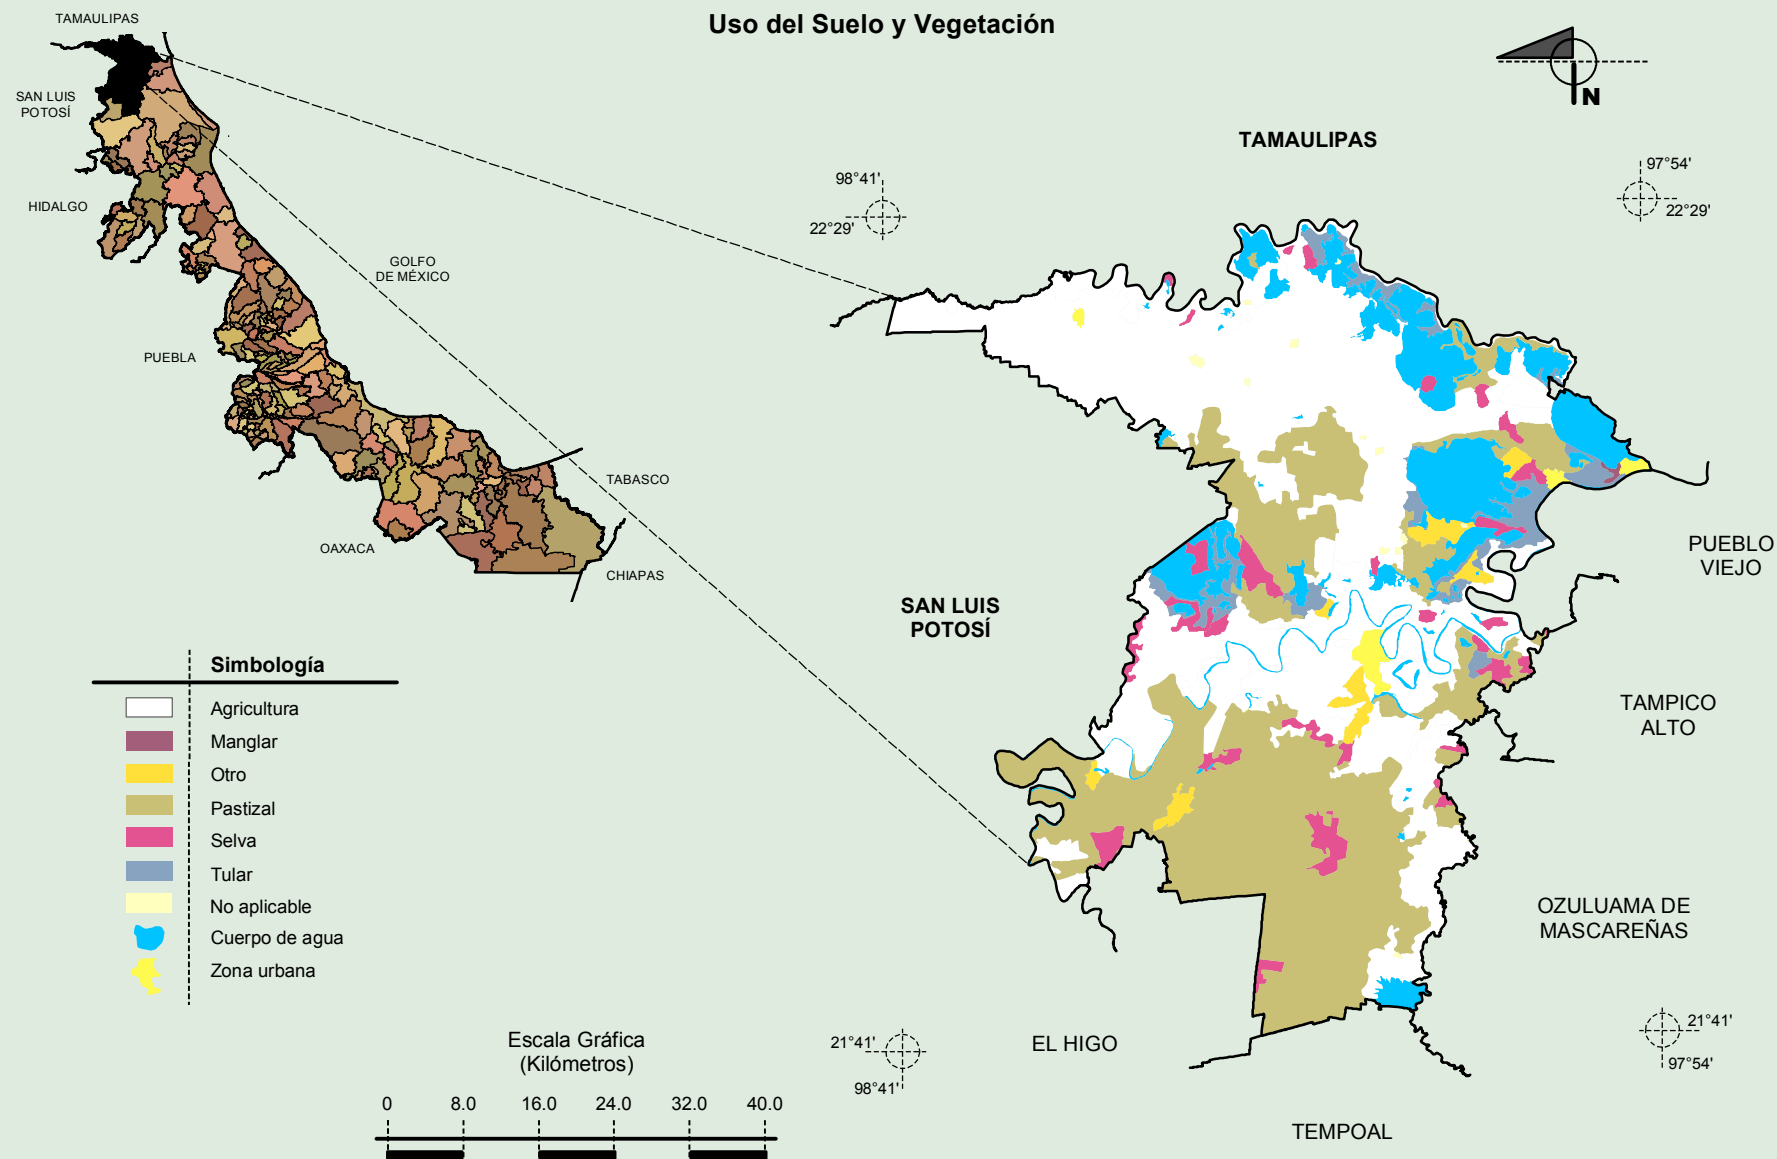 Uso del Suelo y Vegetación
TAMAULIPAS
SAN LUIS
POTOSÍ
HIDALGO
GOLFO
DE MÉXICO
PUEBLA
TABASCO
OAXACA
CHIAPAS
N
TAMAULIPAS
98°41'
22°29'
97°54'
22°29'
SAN LUIS
POTOSÍ
PUEBLO
VIEJO
TAMPICO
ALTO
OZULUAMA DE
MASCAREÑAS
EL HIGO
TEMPOAL
21°41'
98°41'
21°41'
97°54'
Simbología
Agricultura
Manglar
Otro
Pastizal
Selva
Tular
No aplicable
Cuerpo de agua
Zona urbana
Escala Gráfica
(Kilómetros)
0 8.0 16.0 24.0 32.0 40.0